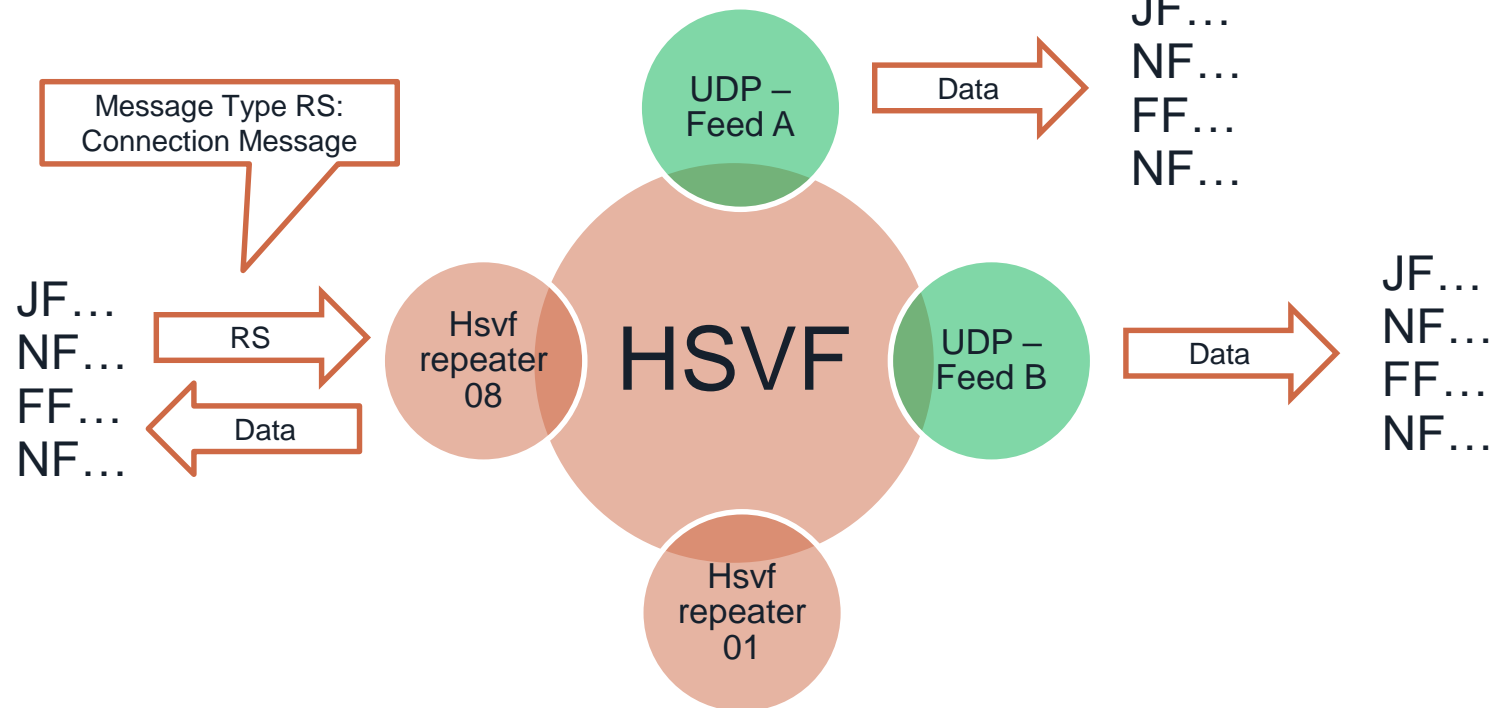 JF…
NF…
FF…
NF…
UDP –
Feed A
Data
Message Type RS:
Connection Message
JF…
NF…
FF…
NF…
RS
Data
Hsvf
repeater
08
HSVF
UDP –
Feed B
Data
JF…
NF…
FF…
NF…
Hsvf
repeater
01